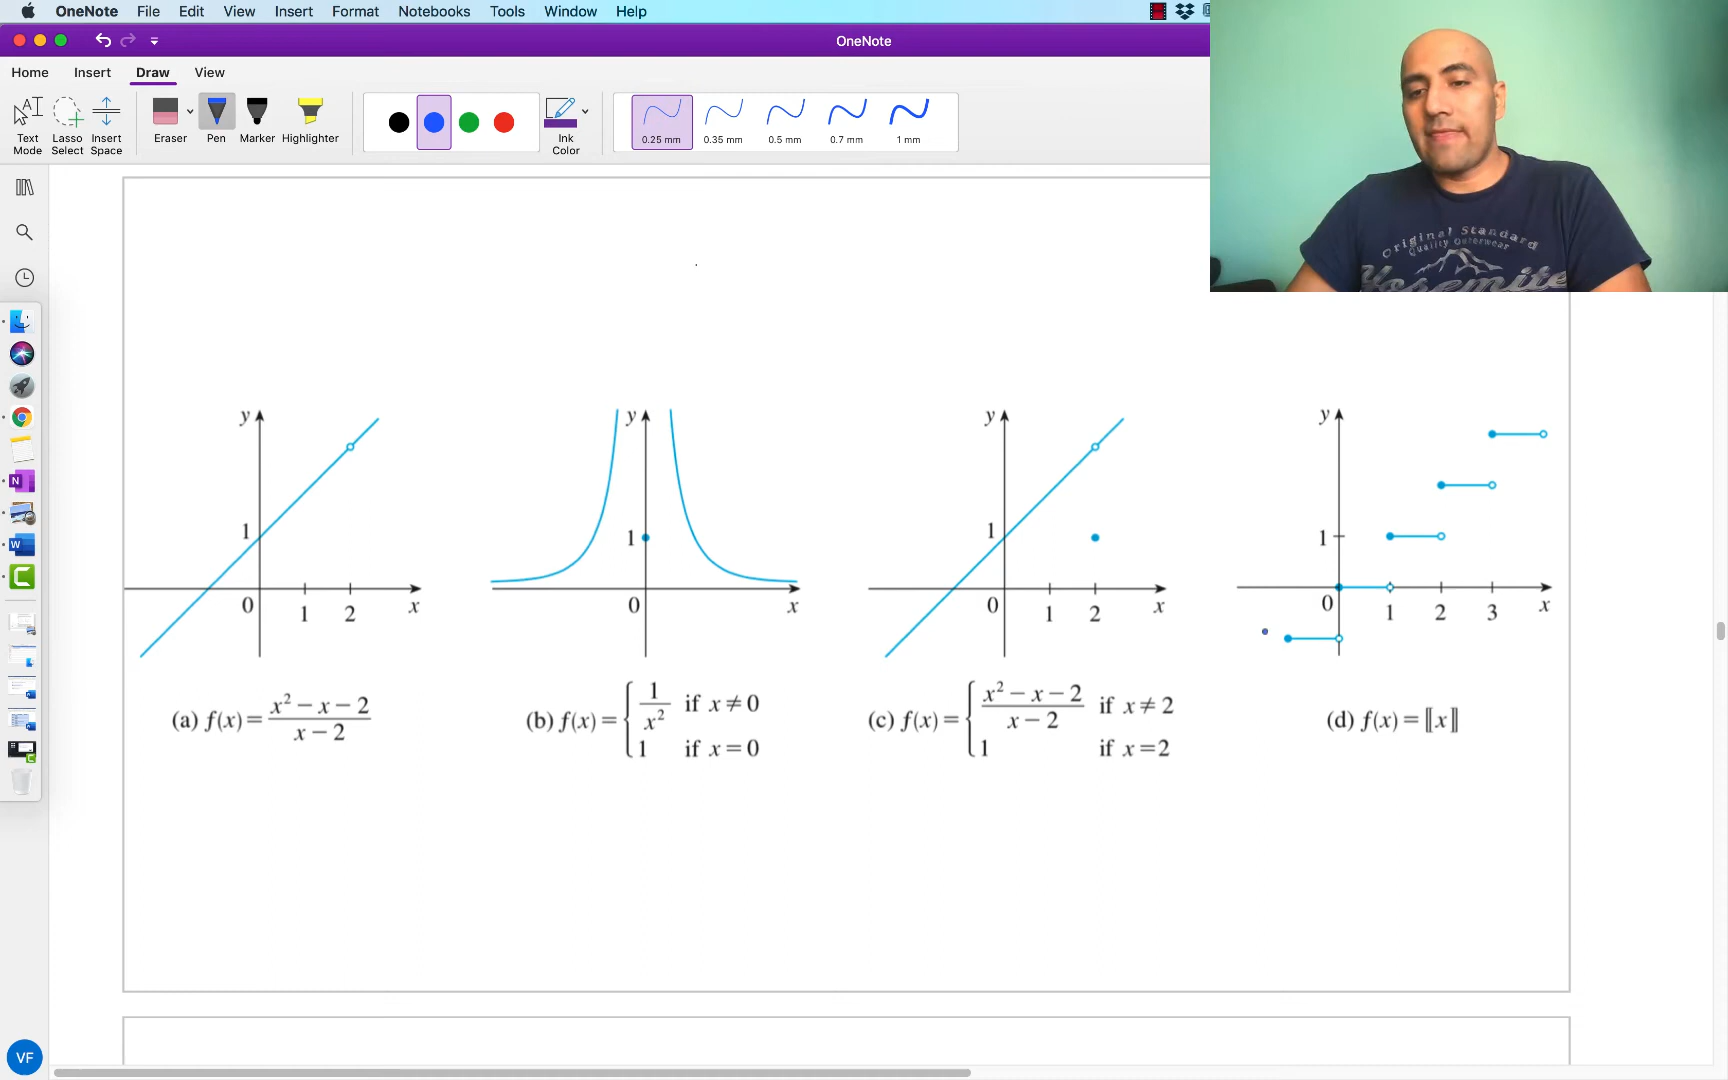 OneNote File Edit View Insert Format Notebooks Tools Window Help
OneNote
Home Insert Draw View
Text Mode
Lasso Select
Insert Space
Eraser
Pen
Marker
Highlighter
Ink Color
0.25 mm 0.35 mm 0.5 mm 0.7 mm 1 mm
Original Standard
Quality Outerwear
Yosemite
y
1
0 1 2 x
(a) f(x) = (x² − x − 2)/(x − 2)
y
1
0 x
(b) f(x) = { 1/x² if x ≠ 0
1 if x = 0
y
1
0 1 2 x
(c) f(x) = { (x² − x − 2)/(x − 2) if x ≠ 2
1 if x = 2
y
1
0 1 2 3 x
(d) f(x) = ⟦x⟧
VF